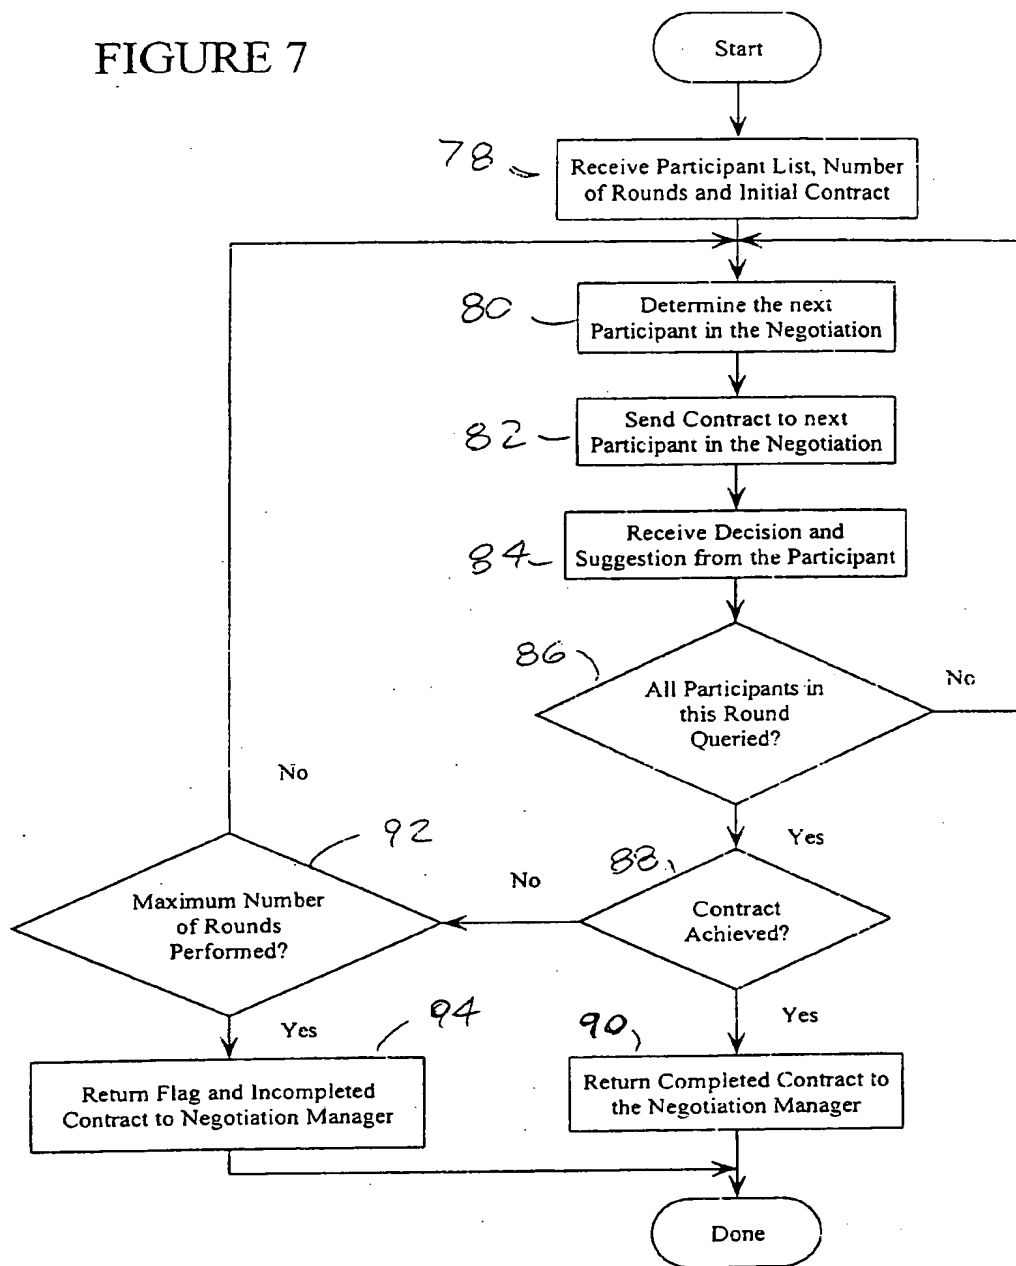 FIGURE 7
Start
78
Receive Participant List, Number
of Rounds and Initial Contract
80
Determine the next
Participant in the Negotiation
82
Send Contract to next
Participant in the Negotiation
84
Receive Decision and
Suggestion from the Participant
86
All Participants in
this Round
Queried?
No
Yes
88
Contract
Achieved?
No
92
Maximum Number
of Rounds
Performed?
No
Yes
94
Return Flag and Incompleted
Contract to Negotiation Manager
Yes
90
Return Completed Contract to
the Negotiation Manager
Done